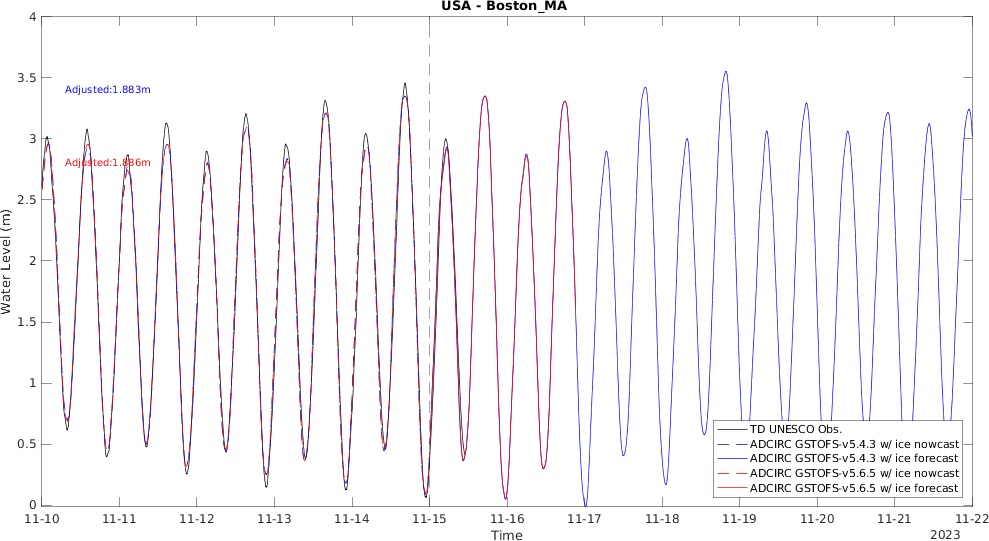 USA - Boston_MA
4
3.5
3
2.5
2
1.5
1
0.5
0
Water Level (m)
Adjusted:1.883m
Adjusted:1.886m
TD UNESCO Obs.
ADCIRC GSTOFS-v5.4.3 w/ ice nowcast
ADCIRC GSTOFS-v5.4.3 w/ ice forecast
ADCIRC GSTOFS-v5.6.5 w/ ice nowcast
ADCIRC GSTOFS-v5.6.5 w/ ice forecast
11-10 11-11 11-12 11-13 11-14 11-15 11-16 11-17 11-18 11-19 11-20 11-21 11-22
Time
2023